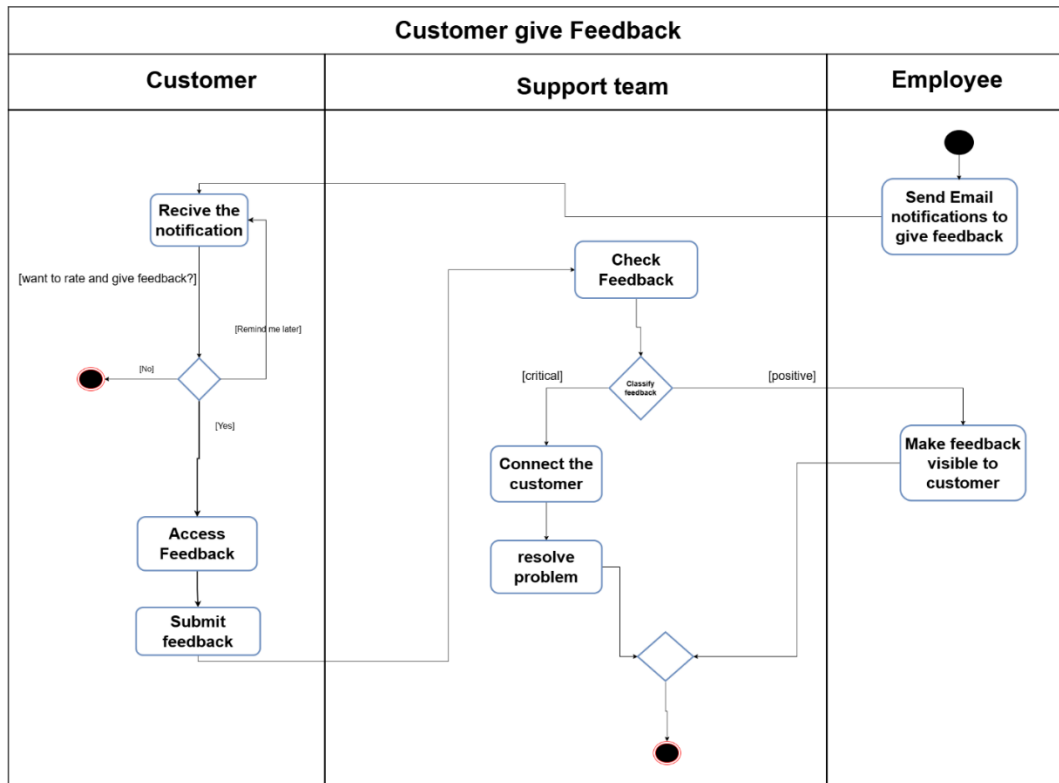 Customer give Feedback
Customer
Support team
Employee
Recive the
notification
Send Email
notifications to
give feedback
[want to rate and give feedback?]
Check
Feedback
[Remind me later]
[No]
[critical]
Classify
feedback
[positive]
[Yes]
Connect the
customer
Make feedback
visible to
customer
Access
Feedback
resolve
problem
Submit
feedback